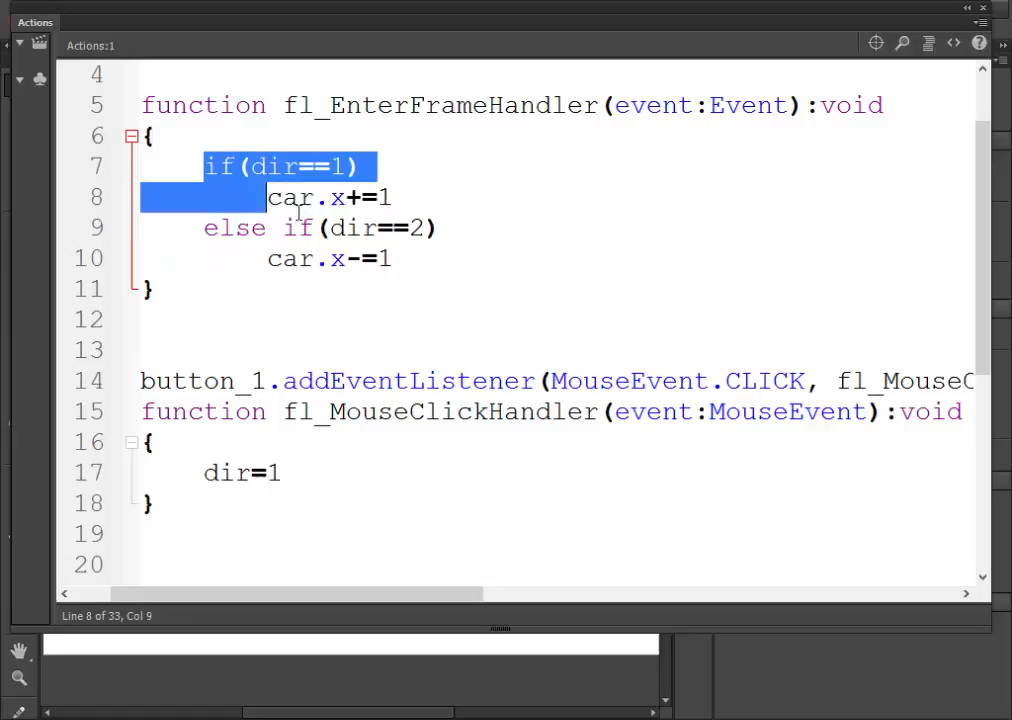 Actions
Actions:1
4
5 function fl_EnterFrameHandler(event:Event):void
6 {
7 if(dir==1)
8 car.x+=1
9 else if(dir==2)
10 car.x-=1
11 }
12
13
14 button_1.addEventListener(MouseEvent.CLICK, fl_MouseC
15 function fl_MouseClickHandler(event:MouseEvent):void
16 {
17 dir=1
18 }
19
20
Line 8 of 33, Col 9